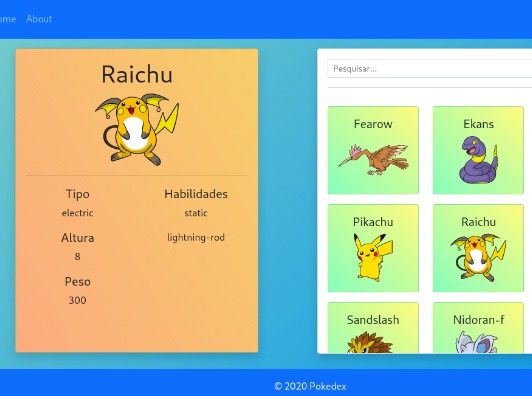 ome About
Raichu
Tipo
electric
Altura
8
Peso
300
Habilidades
static
lightning-rod
Pesquisar...
Fearow
Ekans
Pikachu
Raichu
Sandslash
Nidoran-f
© 2020 Pokedex